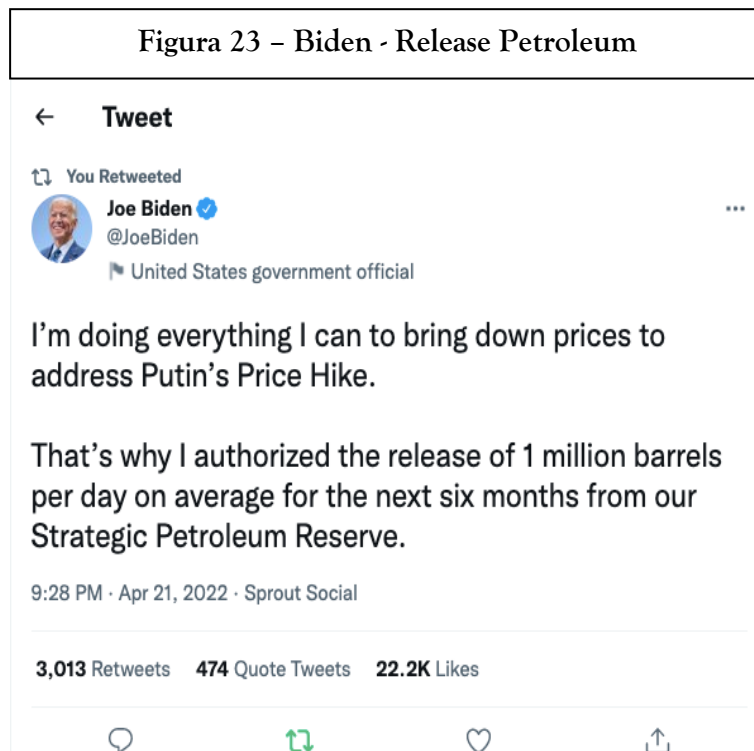 Figura 23 – Biden - Release Petroleum
Tweet
You Retweeted
Joe Biden
@JoeBiden
United States government official
I’m doing everything I can to bring down prices to
address Putin’s Price Hike.
That’s why I authorized the release of 1 million barrels
per day on average for the next six months from our
Strategic Petroleum Reserve.
9:28 PM · Apr 21, 2022 · Sprout Social
3,013 Retweets 474 Quote Tweets 22.2K Likes